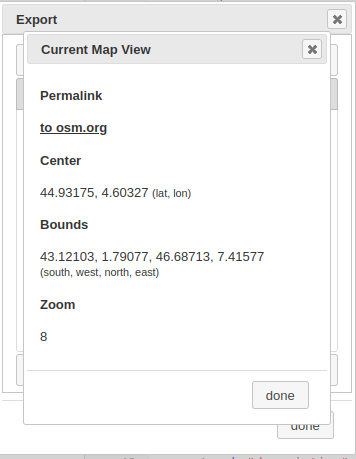 Export
Current Map View
Permalink
to osm.org
Center
44.93175, 4.60327 (lat, lon)
Bounds
43.12103, 1.79077, 46.68713, 7.41577
(south, west, north, east)
Zoom
8
done
done